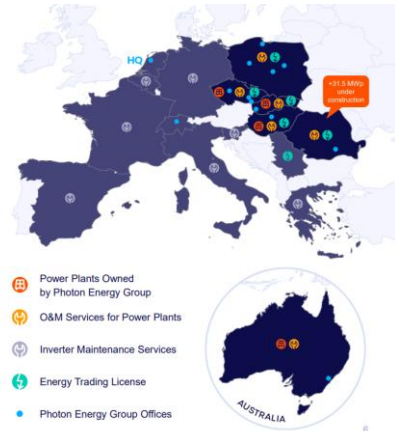 HQ
+31.5 MWp
under
construction
Power Plants Owned
by Photon Energy Group
O&M Services for Power Plants
Inverter Maintenance Services
Energy Trading License
Photon Energy Group Offices
AUSTRALIA
6